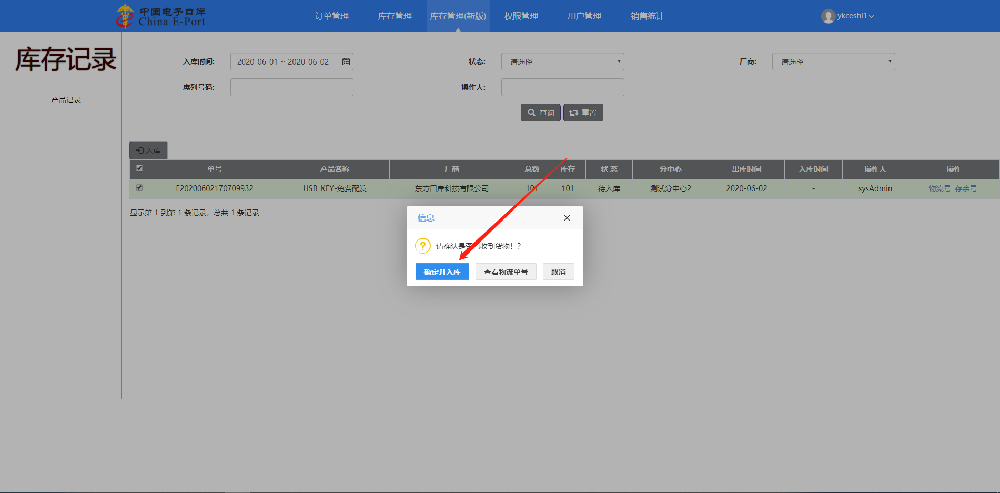 中国电子口岸
China E-Port
订单管理 库存管理 库存管理(新版) 权限管理 用户管理 销售统计 ykceshi1
库存记录
产品记录
入库时间: 2020-06-01 ~ 2020-06-02 状态: 请选择 厂商: 请选择
序列号码: 操作人:
查询 重置
入库
单号 产品名称 厂商 总数 库存 状 态 分中心 出库时间 入库时间 操作人 操作
E20200602170709932 USB_KEY-免费配发 东方口岸科技有限公司 101 101 待入库 测试分中心2 2020-06-02 - sysAdmin 物流号 存余号
显示第 1 到第 1 条记录，总共 1 条记录
信息
请确认是否已收到货物！?
确定并入库 查看物流单号 取消